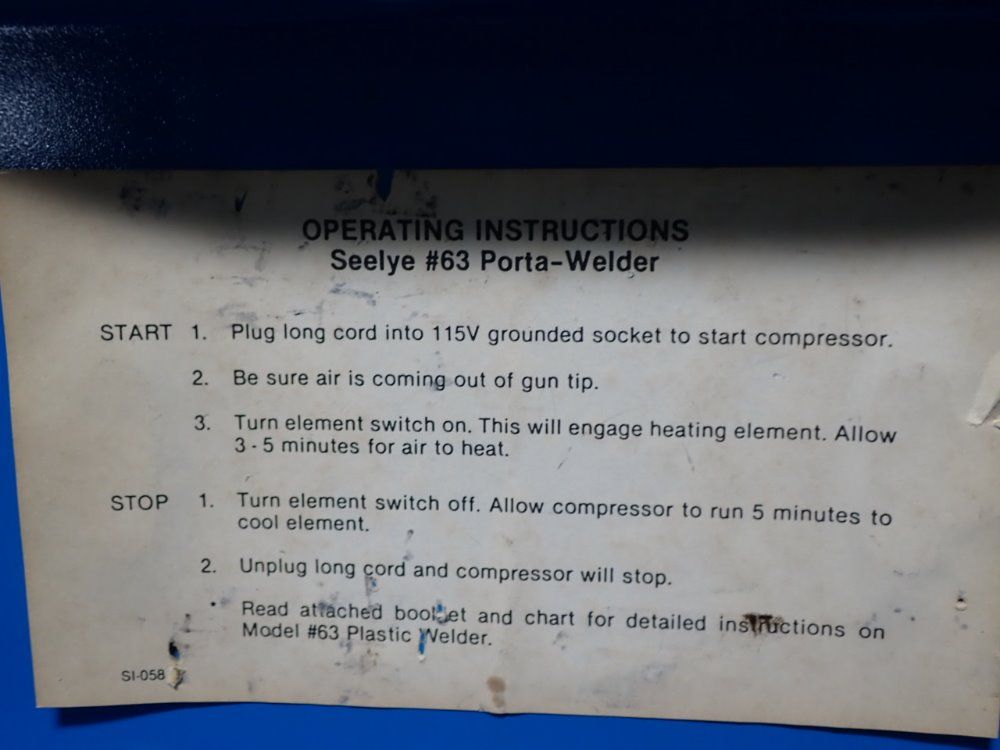 OPERATING INSTRUCTIONS
Seelye #63 Porta-Welder
START 1. Plug long cord into 115V grounded socket to start compressor.
2. Be sure air is coming out of gun tip.
3. Turn element switch on. This will engage heating element. Allow
3 - 5 minutes for air to heat.
STOP 1. Turn element switch off. Allow compressor to run 5 minutes to
cool element.
2. Unplug long cord and compressor will stop.
• Read attached booklet and chart for detailed instructions on
Model #63 Plastic Welder.
SI-058